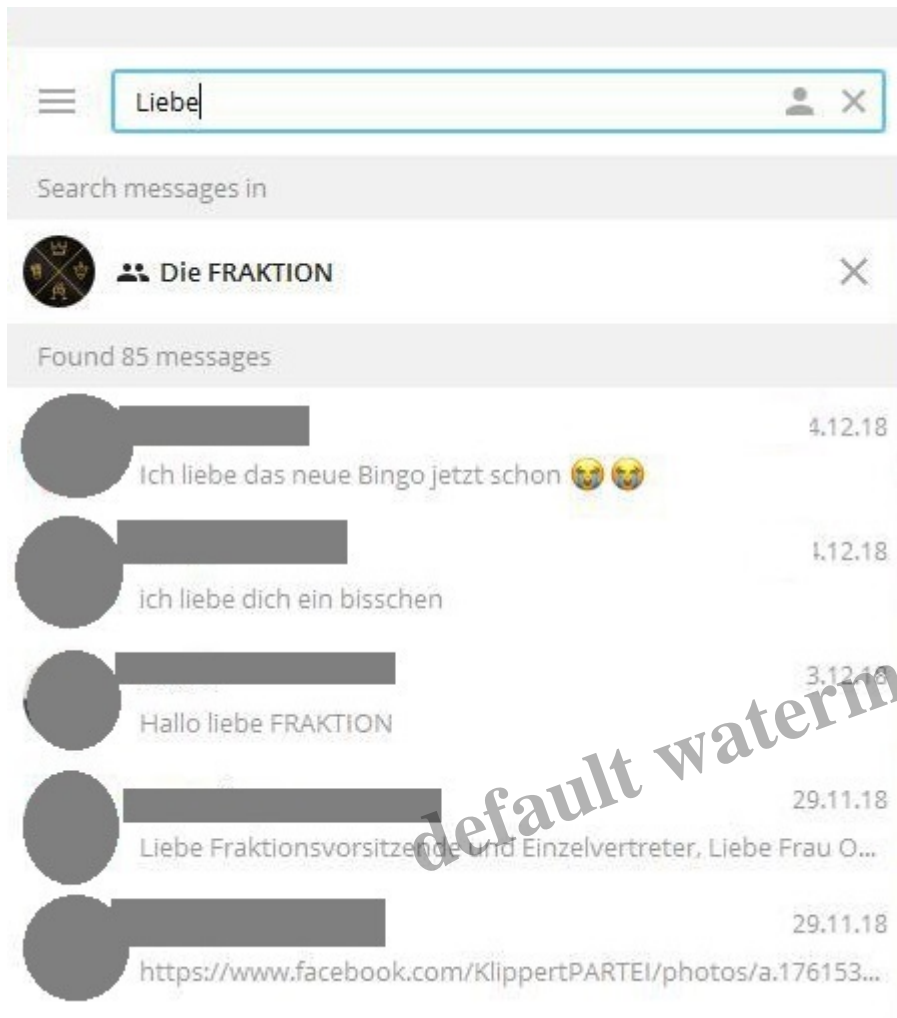 Liebe
Search messages in
Die FRAKTION
Found 85 messages
4.12.18
Ich liebe das neue Bingo jetzt schon 😭😭
.12.18
ich liebe dich ein bisschen
3.12.18
Hallo liebe FRAKTION
default waterm
29.11.18
Liebe Fraktionsvorsitzende und Einzelvertreter, Liebe Frau O...
29.11.18
https://www.facebook.com/KlippertPARTEI/photos/a.176153...